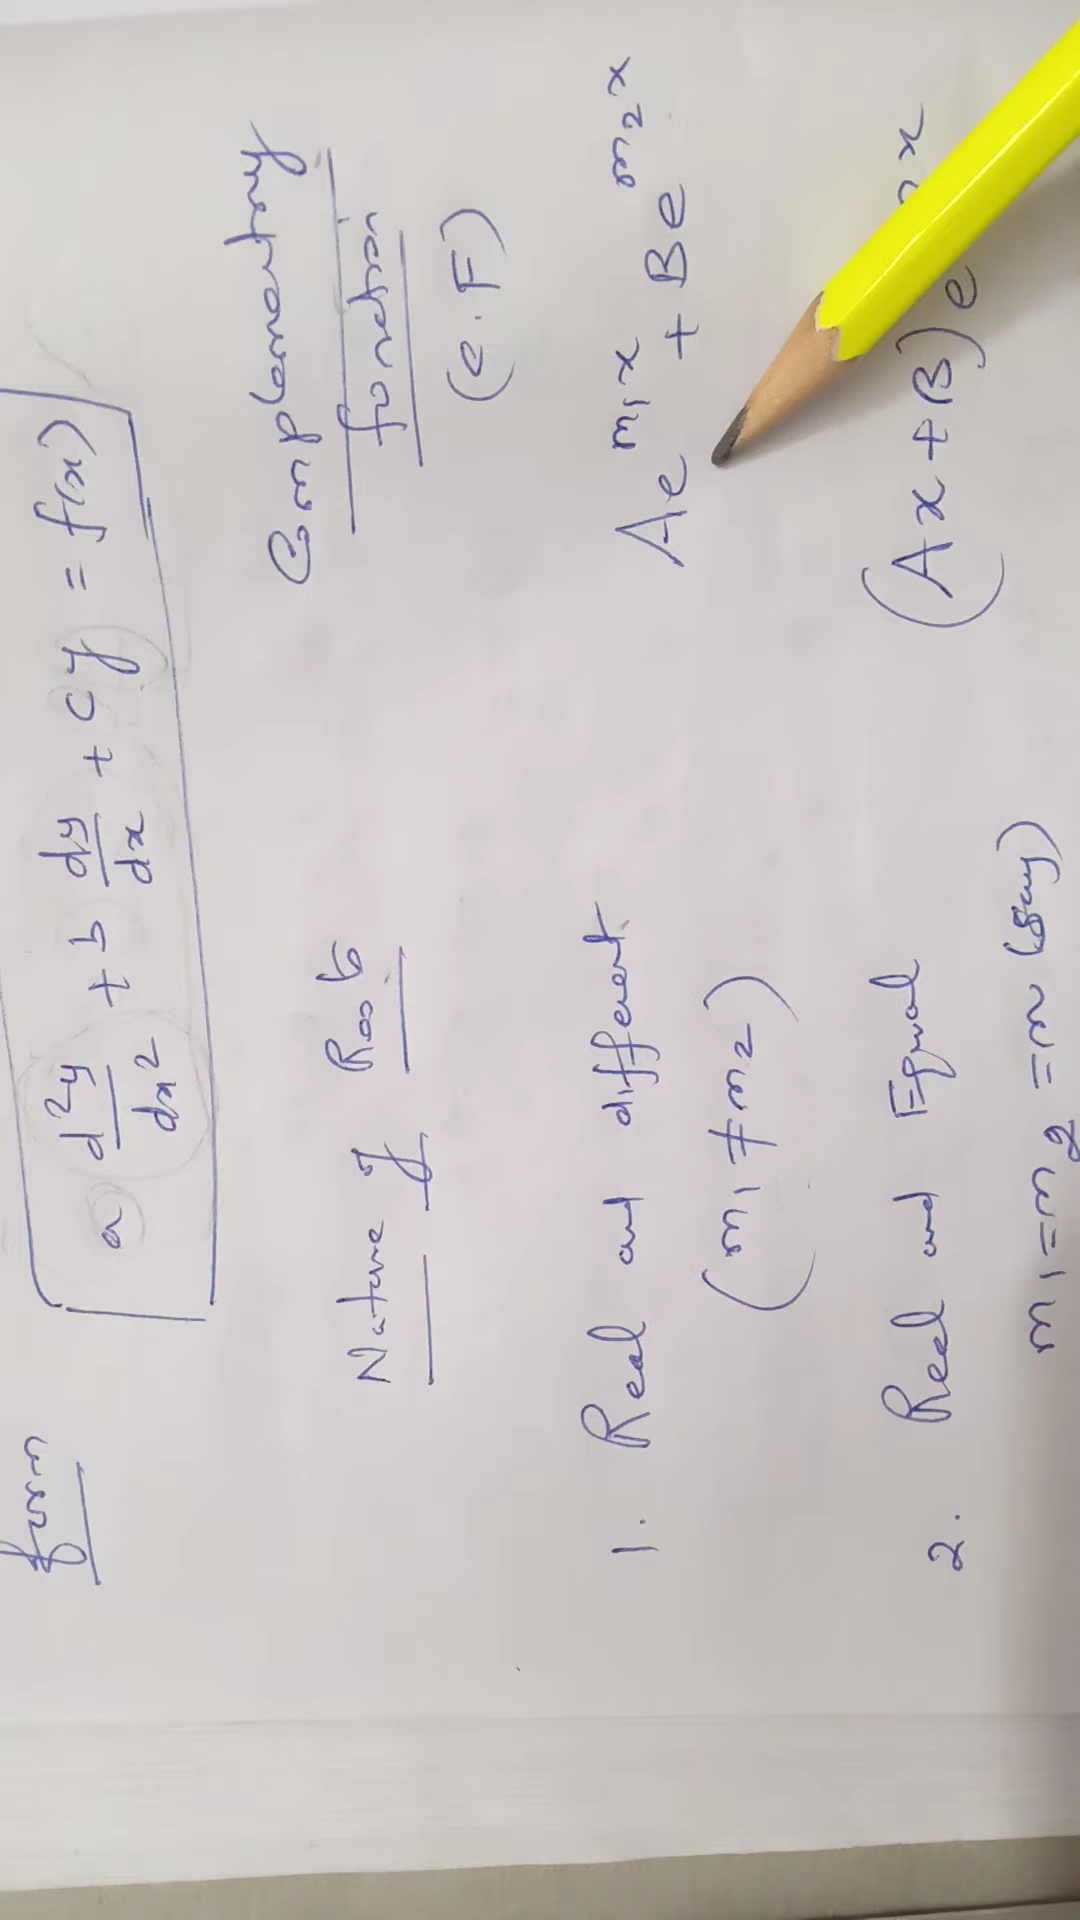 form
a d²y/dx² + b dy/dx + cy = f(x)
Nature of Roots
Complementary
function
(C.F)
1. Real and different
Ae^{m₁x} + Be^{m₂x}
(m₁ ≠ m₂)
2. Real and Equal
(Ax+B)e x
m₁ = m₂ = m (say)